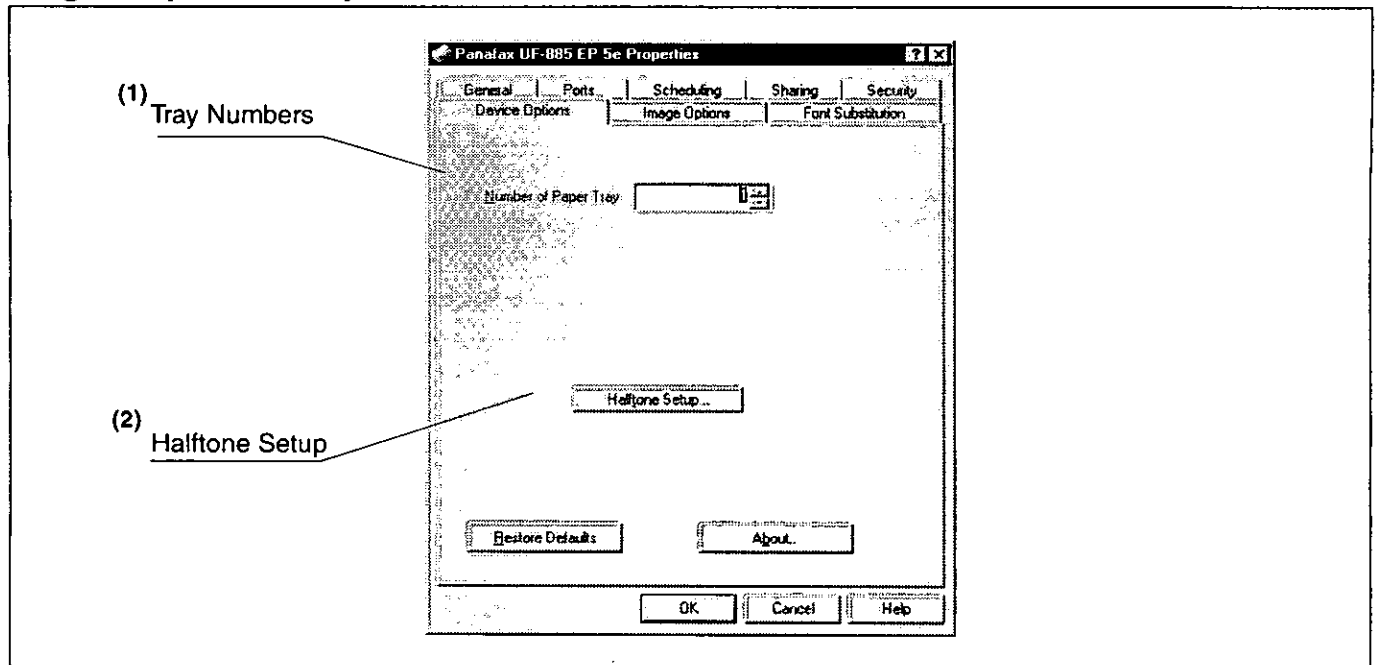 Panafax UF-885 EP 5e Properties
General Ports Scheduling Sharing Security
Device Options Image Options Font Substitution
(1)
Tray Numbers
Number of Paper Tray 1
Halftone Setup...
(2)
Halftone Setup
Restore Defaults About...
OK Cancel Help